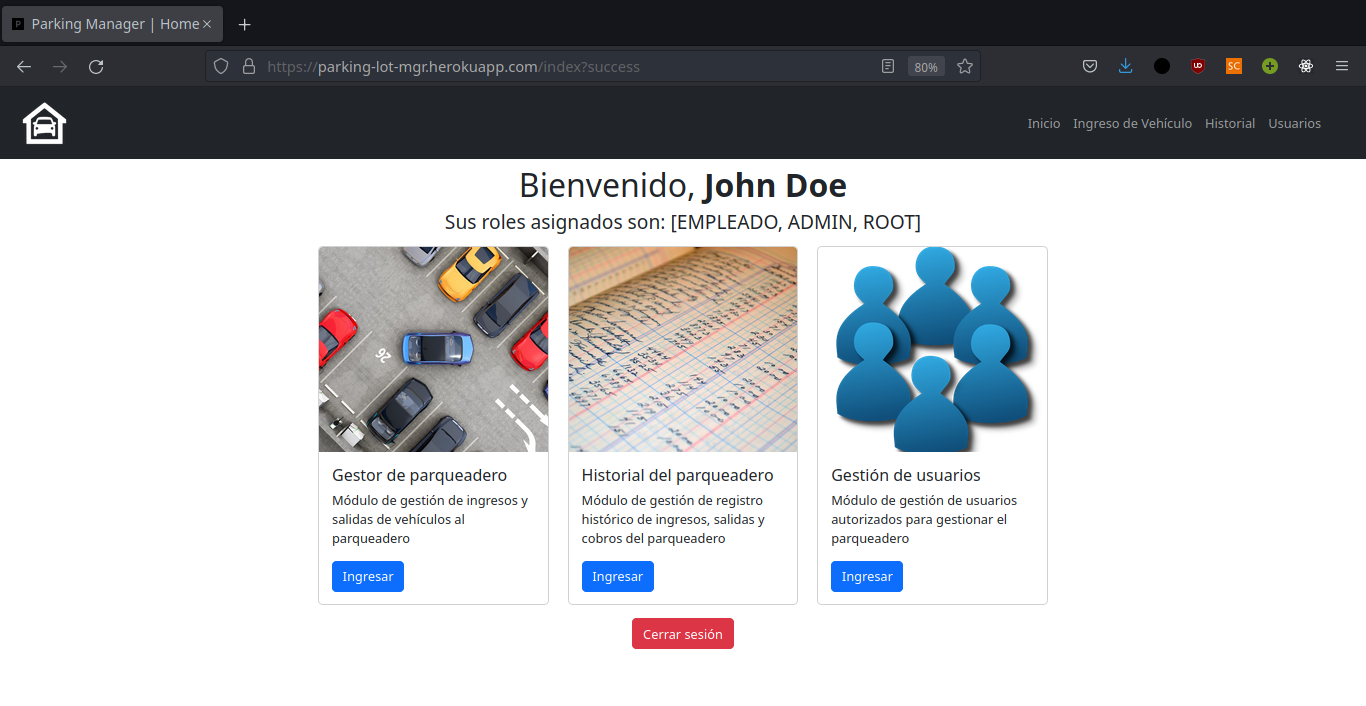 Parking Manager | Home
https://parking-lot-mgr.herokuapp.com/index?success
80%
Inicio Ingreso de Vehículo Historial Usuarios
Bienvenido, John Doe
Sus roles asignados son: [EMPLEADO, ADMIN, ROOT]
26
Gestor de parqueadero
Módulo de gestión de ingresos y
salidas de vehículos al
parqueadero
Ingresar
Historial del parqueadero
Módulo de gestión de registro
histórico de ingresos, salidas y
cobros del parqueadero
Ingresar
Gestión de usuarios
Módulo de gestión de usuarios
autorizados para gestionar el
parqueadero
Ingresar
Cerrar sesión